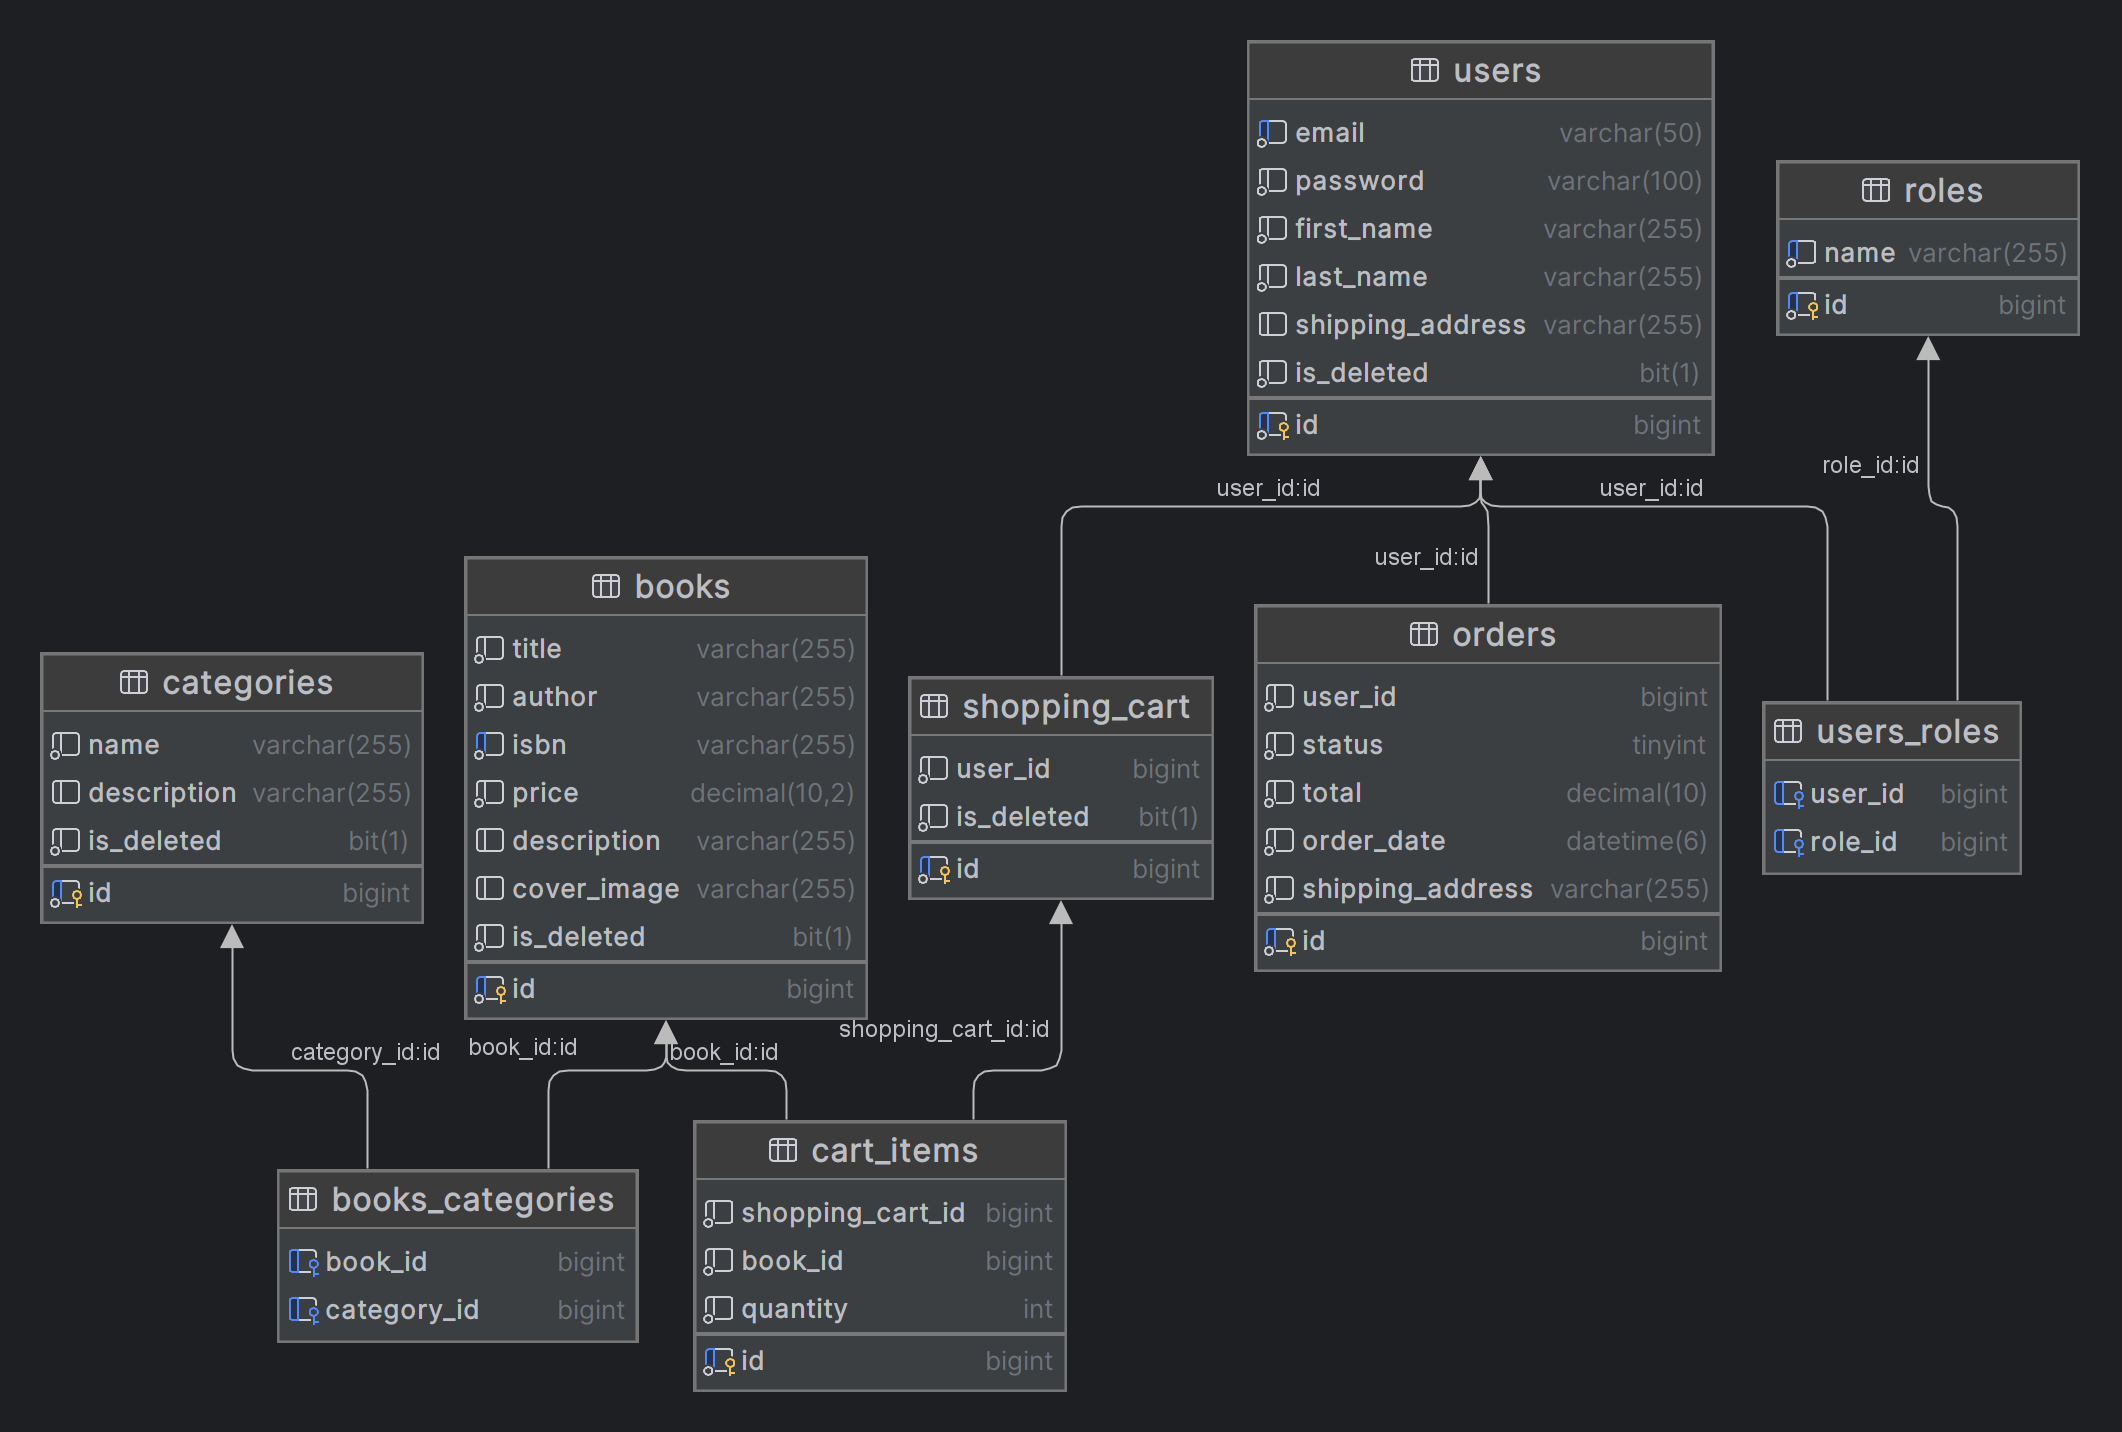 users
email varchar(50)
password varchar(100)
first_name varchar(255)
last_name varchar(255)
shipping_address varchar(255)
is_deleted bit(1)
id bigint
roles
name varchar(255)
id bigint
user_id:id
user_id:id
user_id:id
role_id:id
categories
name varchar(255)
description varchar(255)
is_deleted bit(1)
id bigint
books
title varchar(255)
author varchar(255)
isbn varchar(255)
price decimal(10,2)
description varchar(255)
cover_image varchar(255)
is_deleted bit(1)
id bigint
shopping_cart
user_id bigint
is_deleted bit(1)
id bigint
orders
user_id bigint
status tinyint
total decimal(10)
order_date datetime(6)
shipping_address varchar(255)
id bigint
users_roles
user_id bigint
role_id bigint
category_id:id
book_id:id
book_id:id
shopping_cart_id:id
books_categories
book_id bigint
category_id bigint
cart_items
shopping_cart_id bigint
book_id bigint
quantity int
id bigint